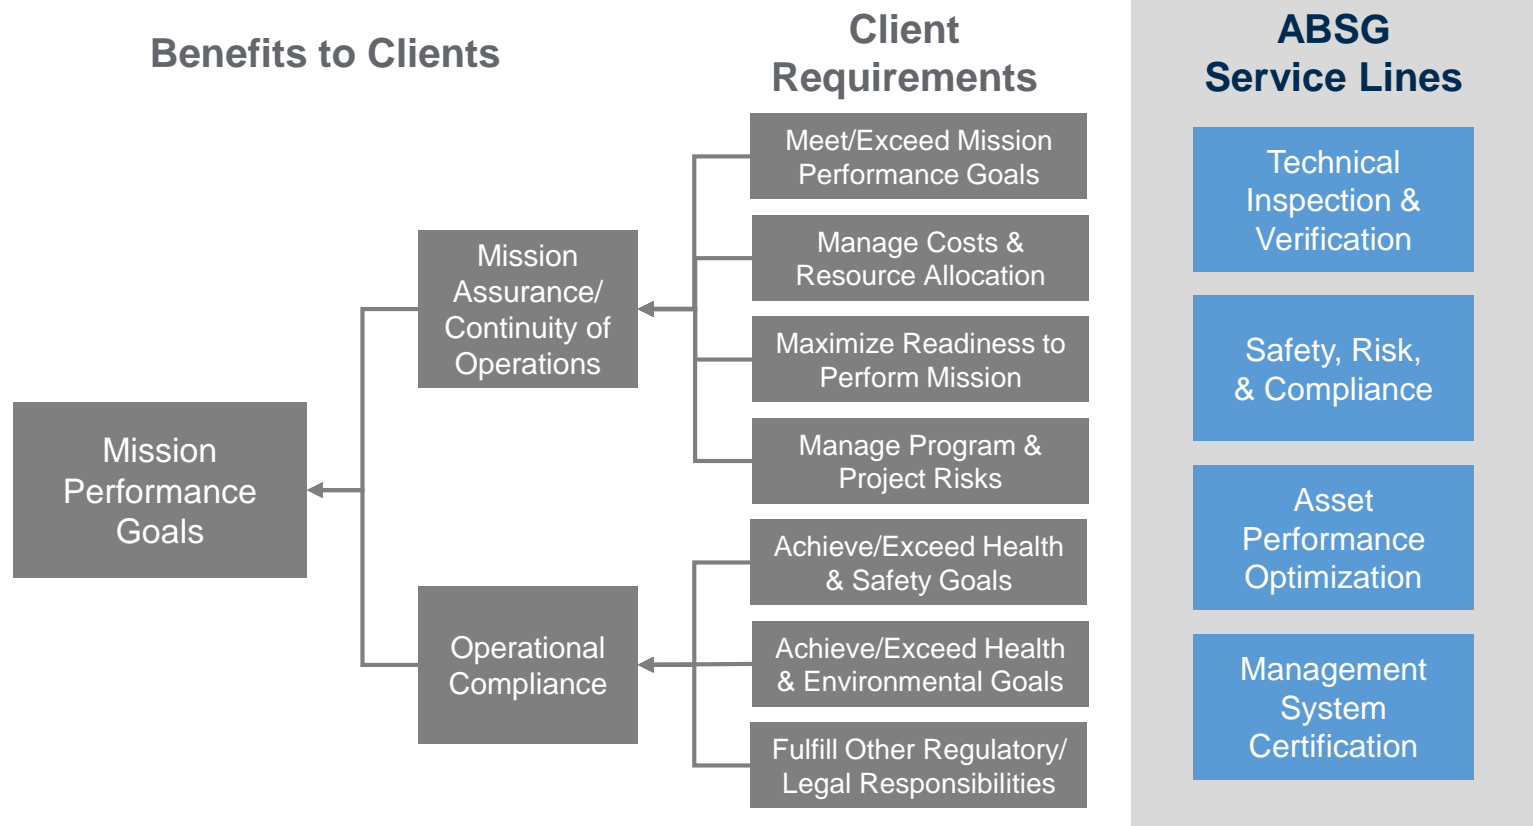 Benefits to Clients
Client
Requirements
ABSG
Service Lines
Mission
Performance
Goals
Mission
Assurance/
Continuity of
Operations
Operational
Compliance
Meet/Exceed Mission
Performance Goals
Manage Costs &
Resource Allocation
Maximize Readiness to
Perform Mission
Manage Program &
Project Risks
Achieve/Exceed Health
& Safety Goals
Achieve/Exceed Health
& Environmental Goals
Fulfill Other Regulatory/
Legal Responsibilities
Technical
Inspection &
Verification
Safety, Risk,
& Compliance
Asset
Performance
Optimization
Management
System
Certification